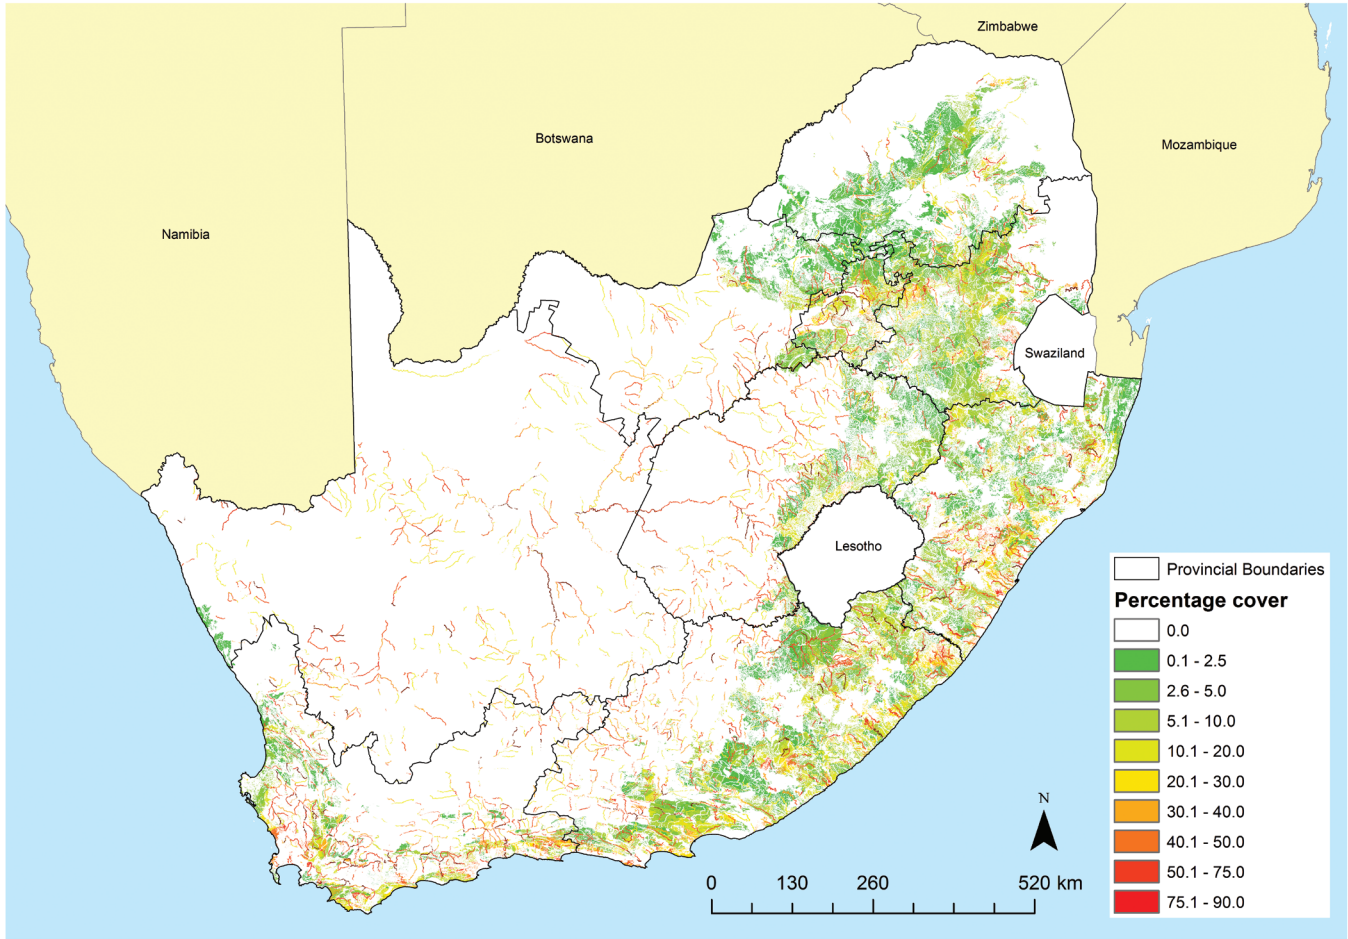 Zimbabwe
Botswana
Mozambique
Namibia
Swaziland
Lesotho
Provincial Boundaries
Percentage cover
0.0
0.1 - 2.5
2.6 - 5.0
5.1 - 10.0
10.1 - 20.0
20.1 - 30.0
30.1 - 40.0
40.1 - 50.0
50.1 - 75.0
75.1 - 90.0
N
0 130 260 520 km